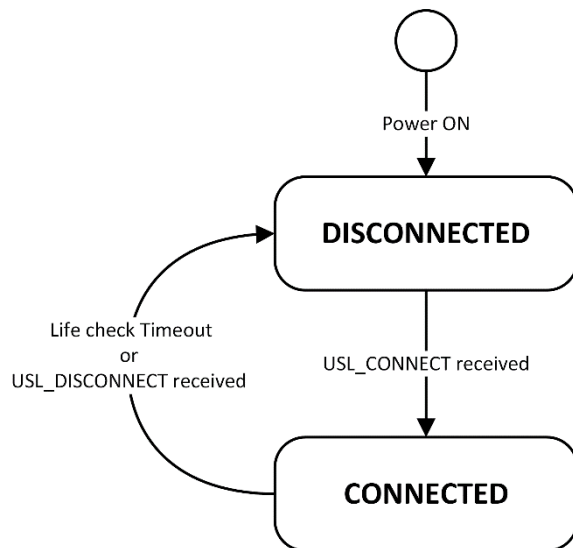 Power ON
DISCONNECTED
Life check Timeout
or
USL_DISCONNECT received
USL_CONNECT received
CONNECTED